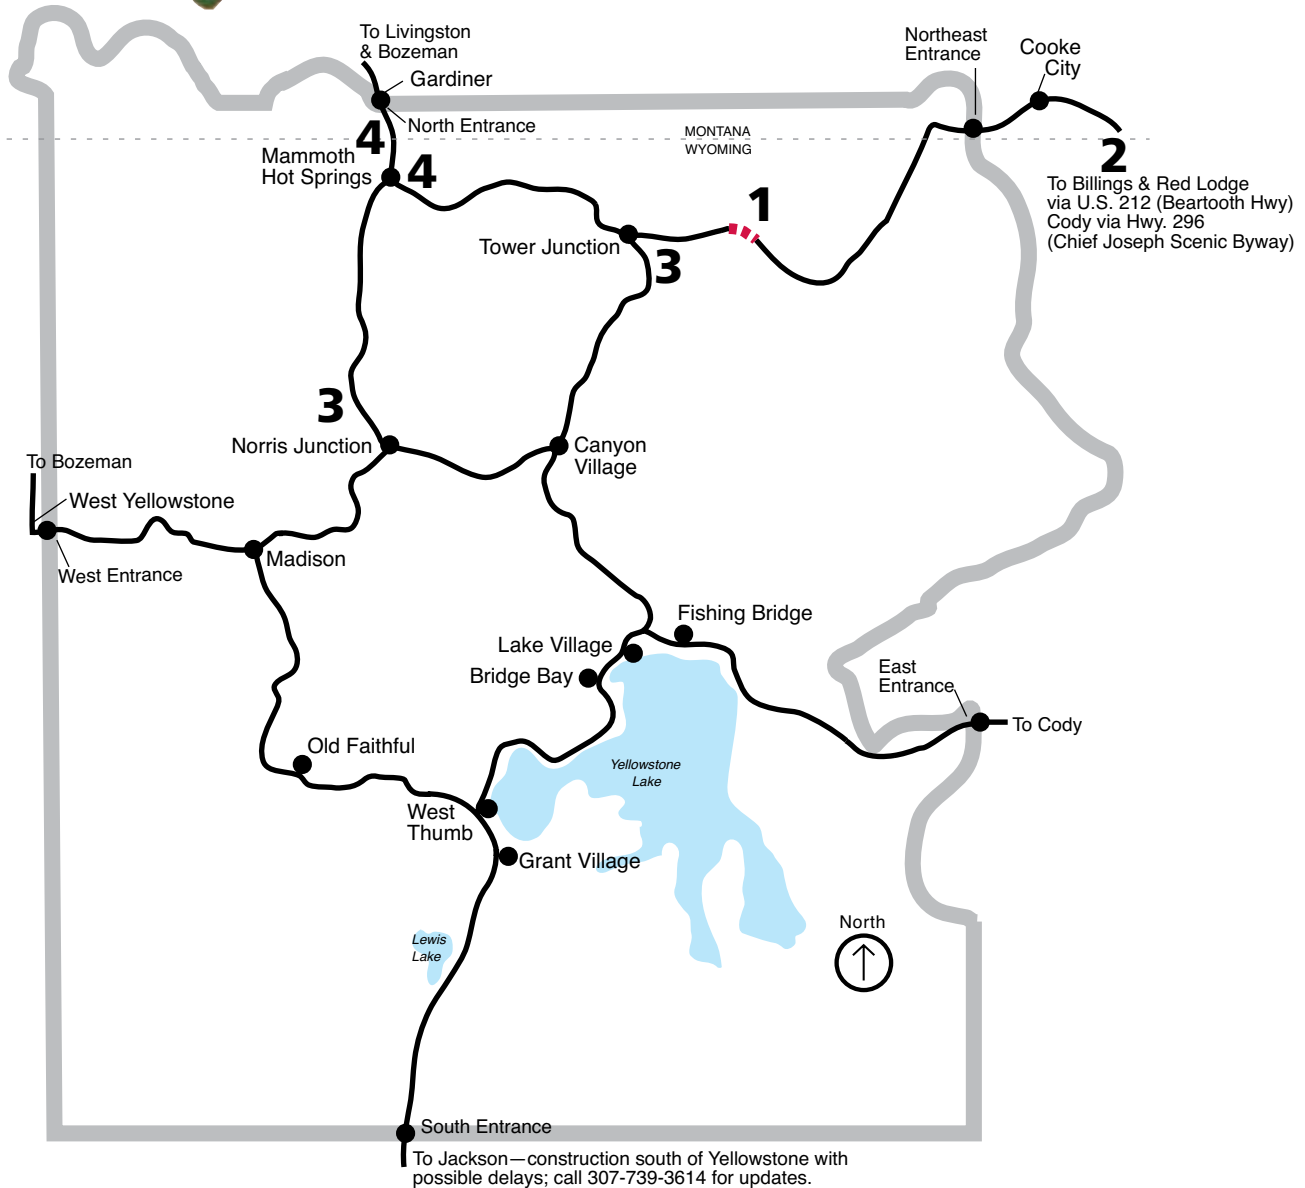 To Livingston
& Bozeman
Gardiner
North Entrance
Northeast
Entrance
Cooke
City
MONTANA
WYOMING
4
Mammoth
Hot Springs
4
2
To Billings & Red Lodge
via U.S. 212 (Beartooth Hwy)
Cody via Hwy. 296
(Chief Joseph Scenic Byway)
1
Tower Junction
3
3
Norris Junction
Canyon
Village
To Bozeman
West Yellowstone
West Entrance
Madison
Fishing Bridge
Lake Village
Bridge Bay
East
Entrance
To Cody
Old Faithful
Yellowstone
Lake
West
Thumb
Grant Village
Lewis
Lake
North
South Entrance
To Jackson—construction south of Yellowstone with
possible delays; call 307-739-3614 for updates.